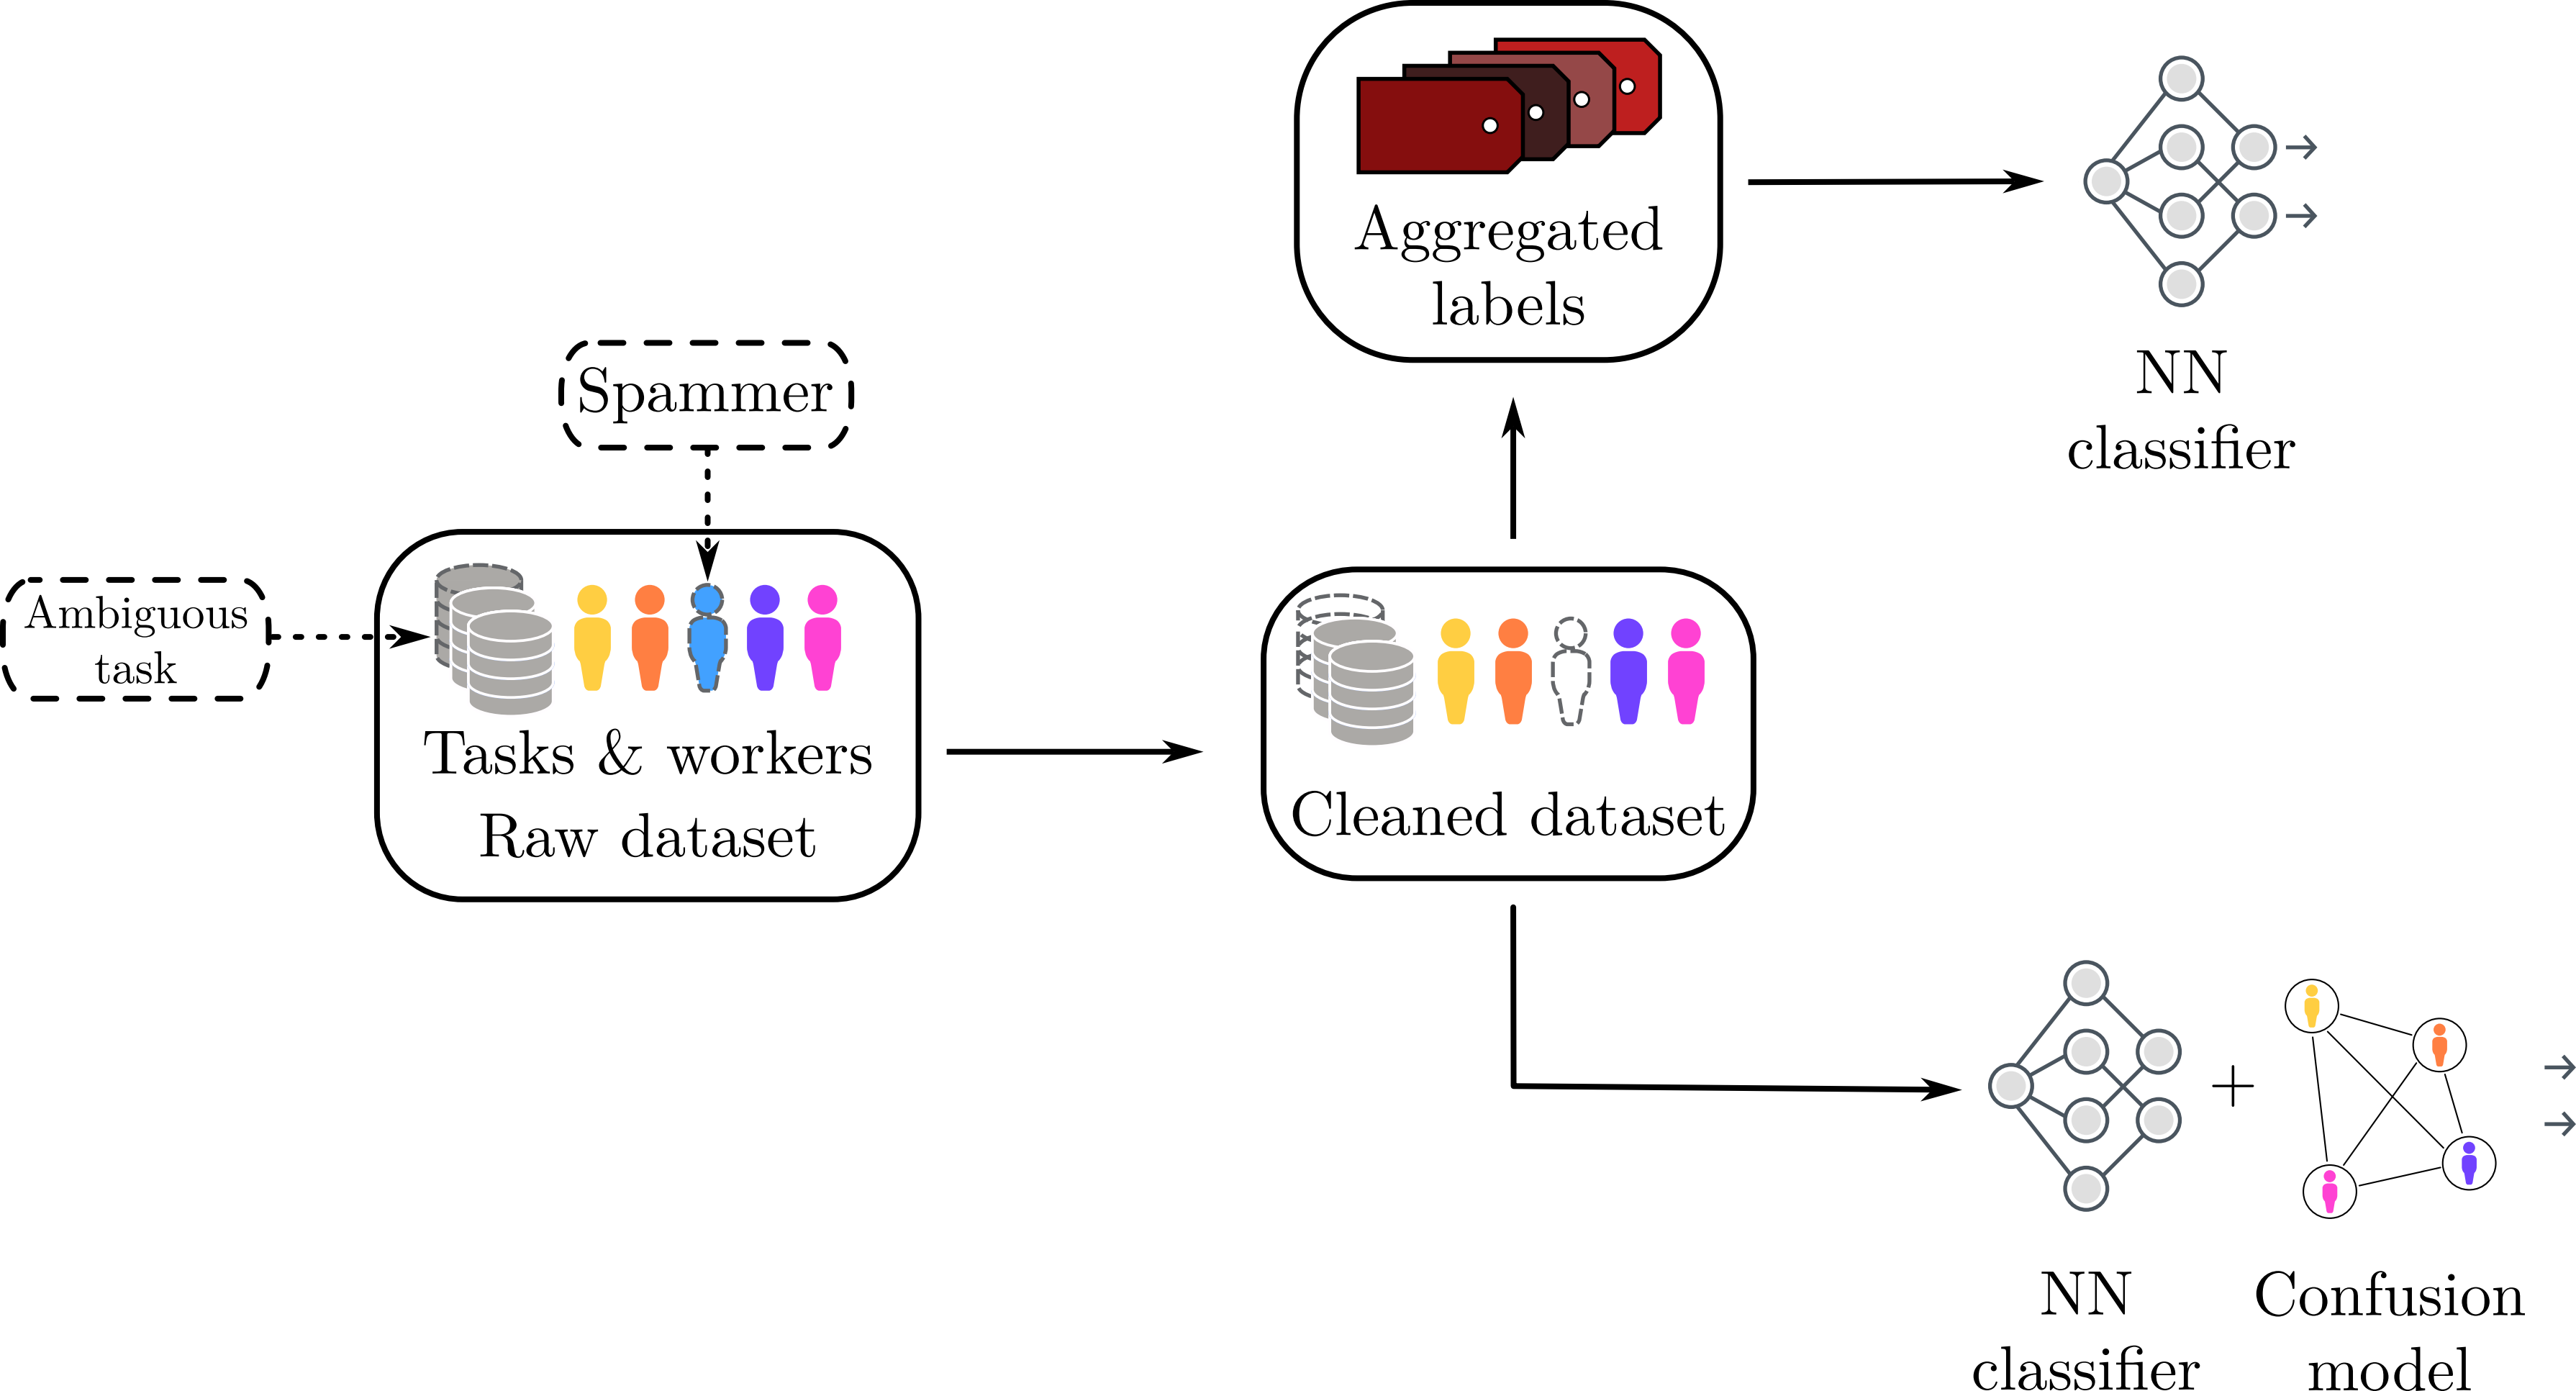 Aggregated
labels
NN
classifier
Spammer
Ambiguous
task
Tasks & workers
Raw dataset
Cleaned dataset
+
NN
classifier
Confusion
model